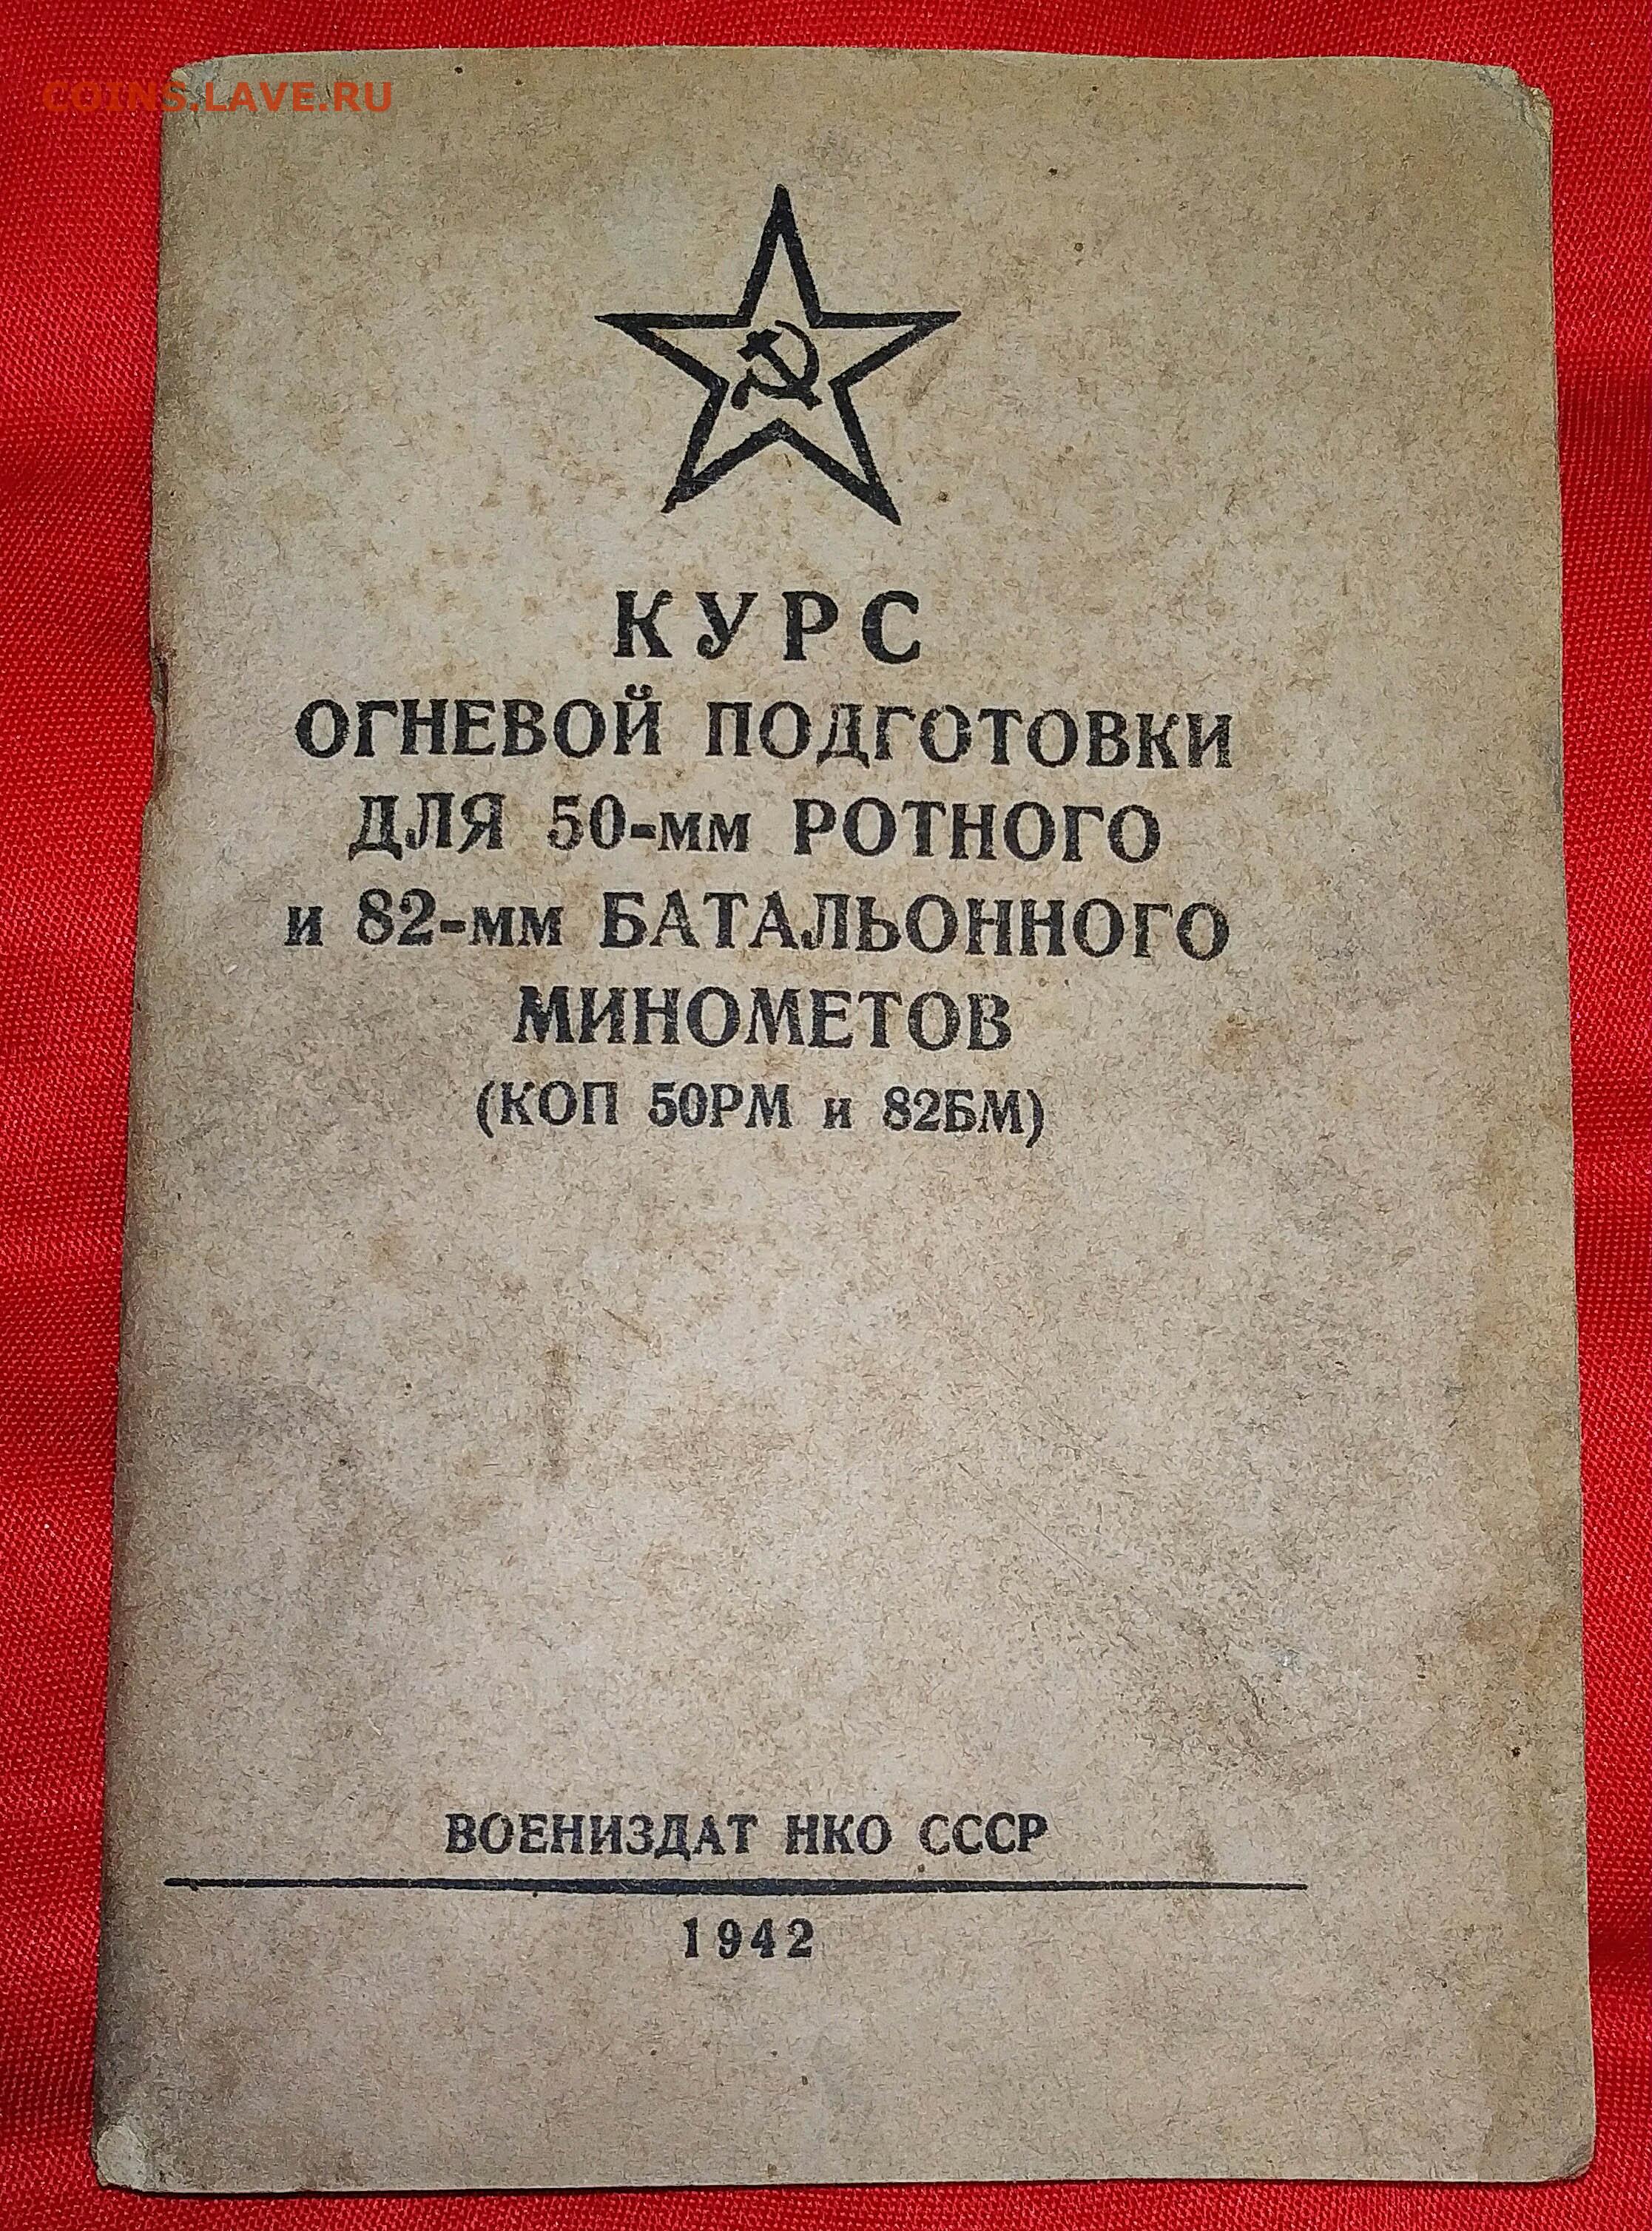 COINS.LAVE.RU
КУРС
ОГНЕВОЙ ПОДГОТОВКИ
ДЛЯ 50-мм РОТНОГО
и 82-мм БАТАЛЬОННОГО
МИНОМЕТОВ
(КОП 50РМ и 82БМ)
ВОЕНИЗДАТ НКО СССР
1942